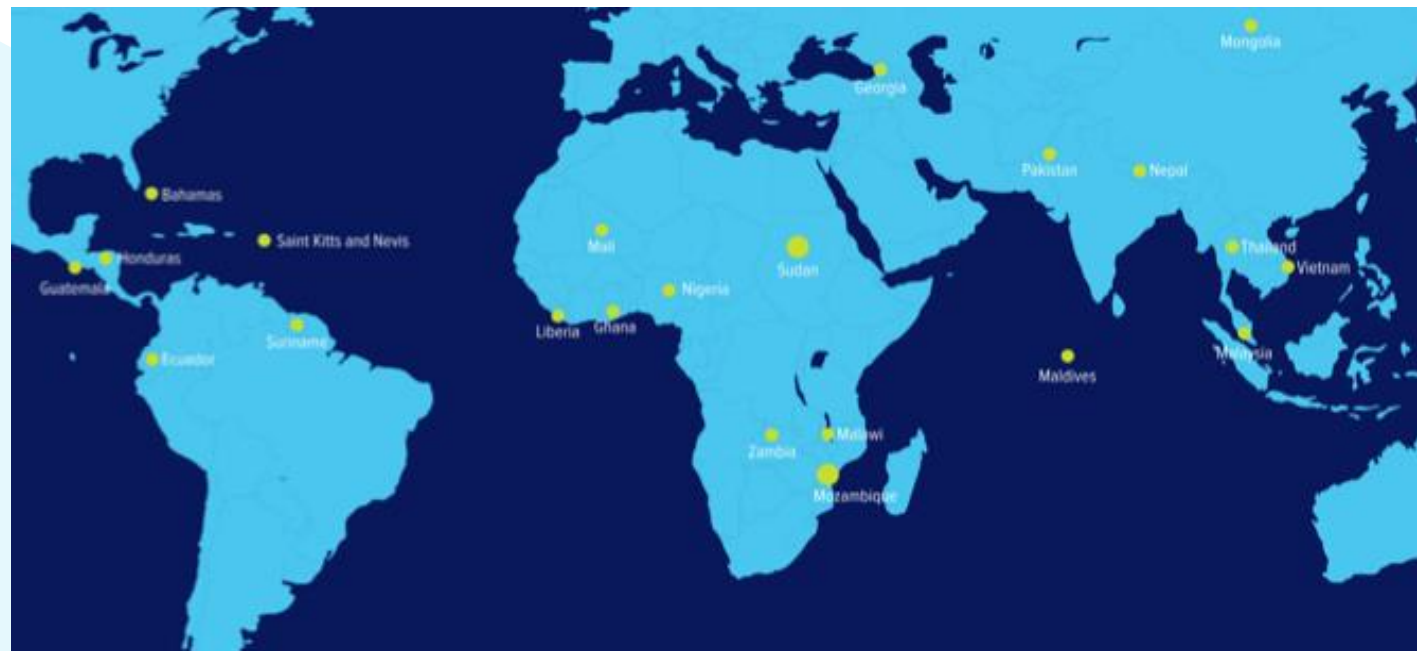 Mongolia
Georgia
Pakistan
Nepal
Bahamas
Saint Kitts and Nevis
Mali
Sudan
Thailand
Honduras
Vietnam
Guatemala
Nigeria
Liberia
Ghana
Suriname
Malaysia
Ecuador
Maldives
Malawi
Zambia
Mozambique